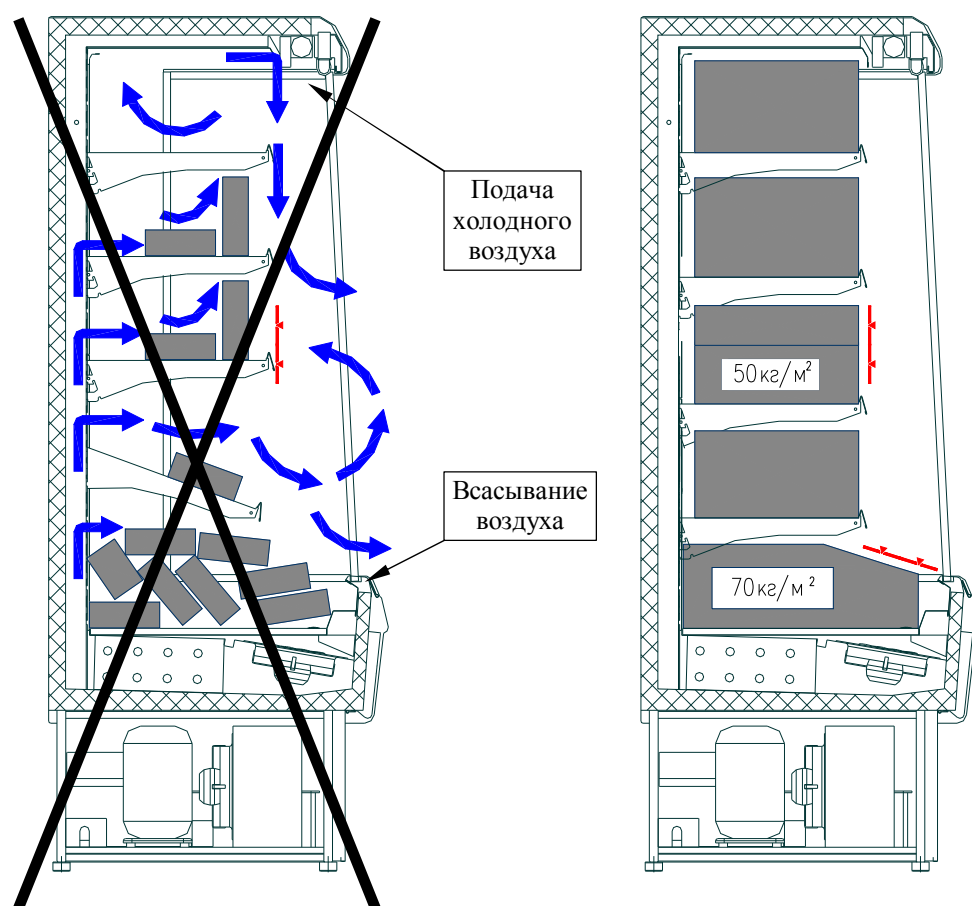 Подача
холодного
воздуха
Всасывание
воздуха
50кг/м²
70кг/м²